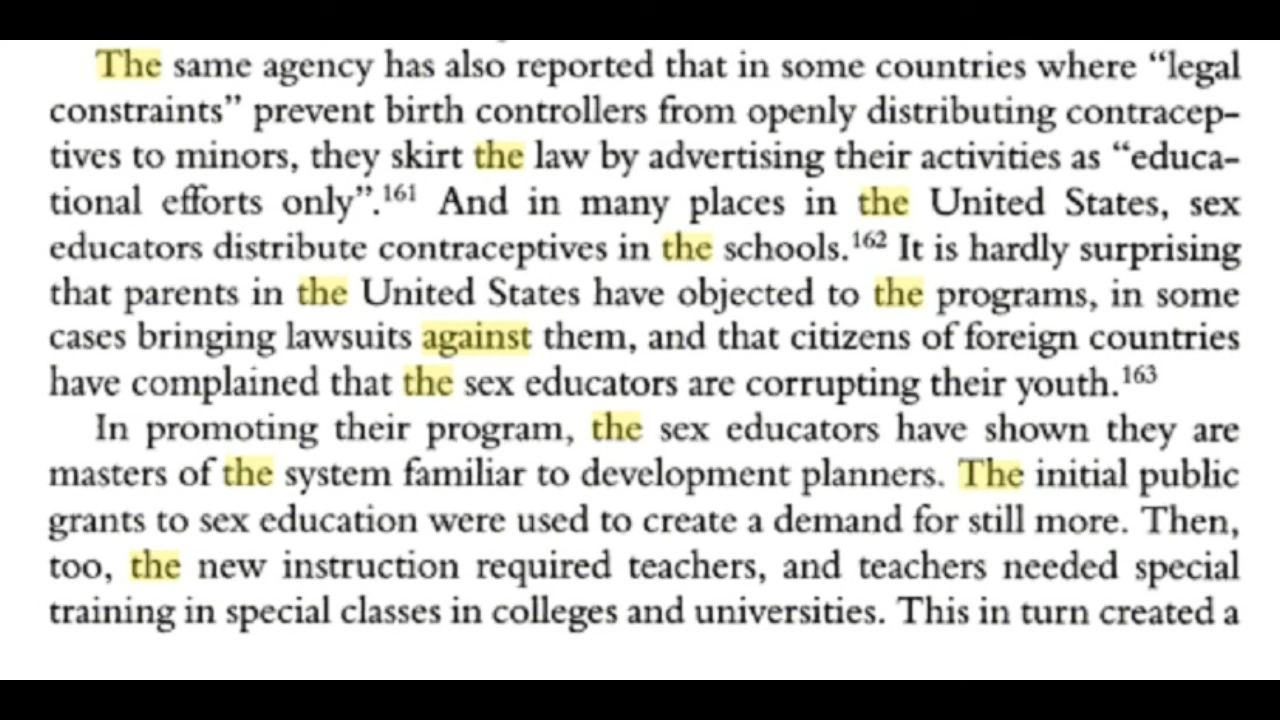 The same agency has also reported that in some countries where “legal
constraints” prevent birth controllers from openly distributing contracep-
tives to minors, they skirt the law by advertising their activities as “educa-
tional efforts only”.161 And in many places in the United States, sex
educators distribute contraceptives in the schools.162 It is hardly surprising
that parents in the United States have objected to the programs, in some
cases bringing lawsuits against them, and that citizens of foreign countries
have complained that the sex educators are corrupting their youth.163
In promoting their program, the sex educators have shown they are
masters of the system familiar to development planners. The initial public
grants to sex education were used to create a demand for still more. Then,
too, the new instruction required teachers, and teachers needed special
training in special classes in colleges and universities. This in turn created a